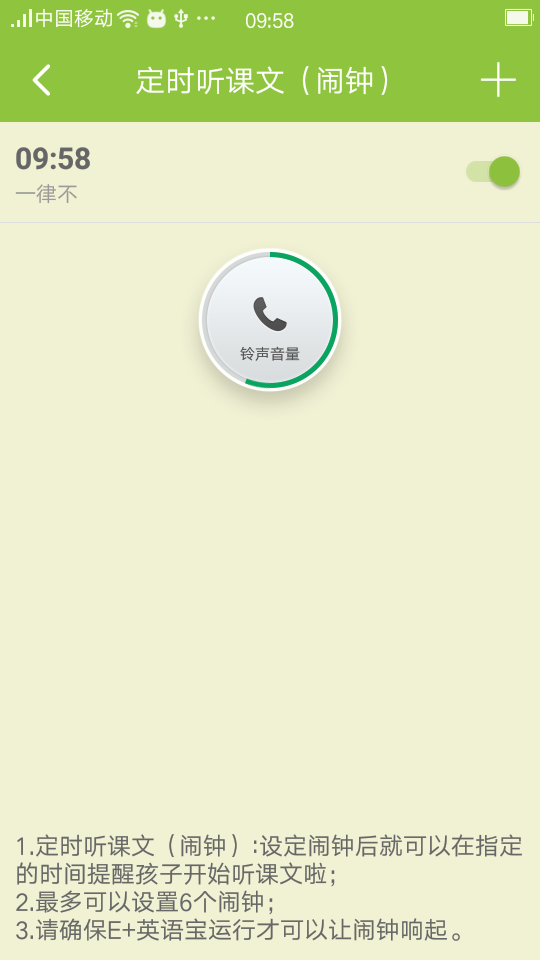 中国移动 09:58
定时听课文（闹钟）
09:58
一律不
铃声音量
1.定时听课文（闹钟）:设定闹钟后就可以在指定
的时间提醒孩子开始听课文啦；
2.最多可以设置6个闹钟；
3.请确保E+英语宝运行才可以让闹钟响起。